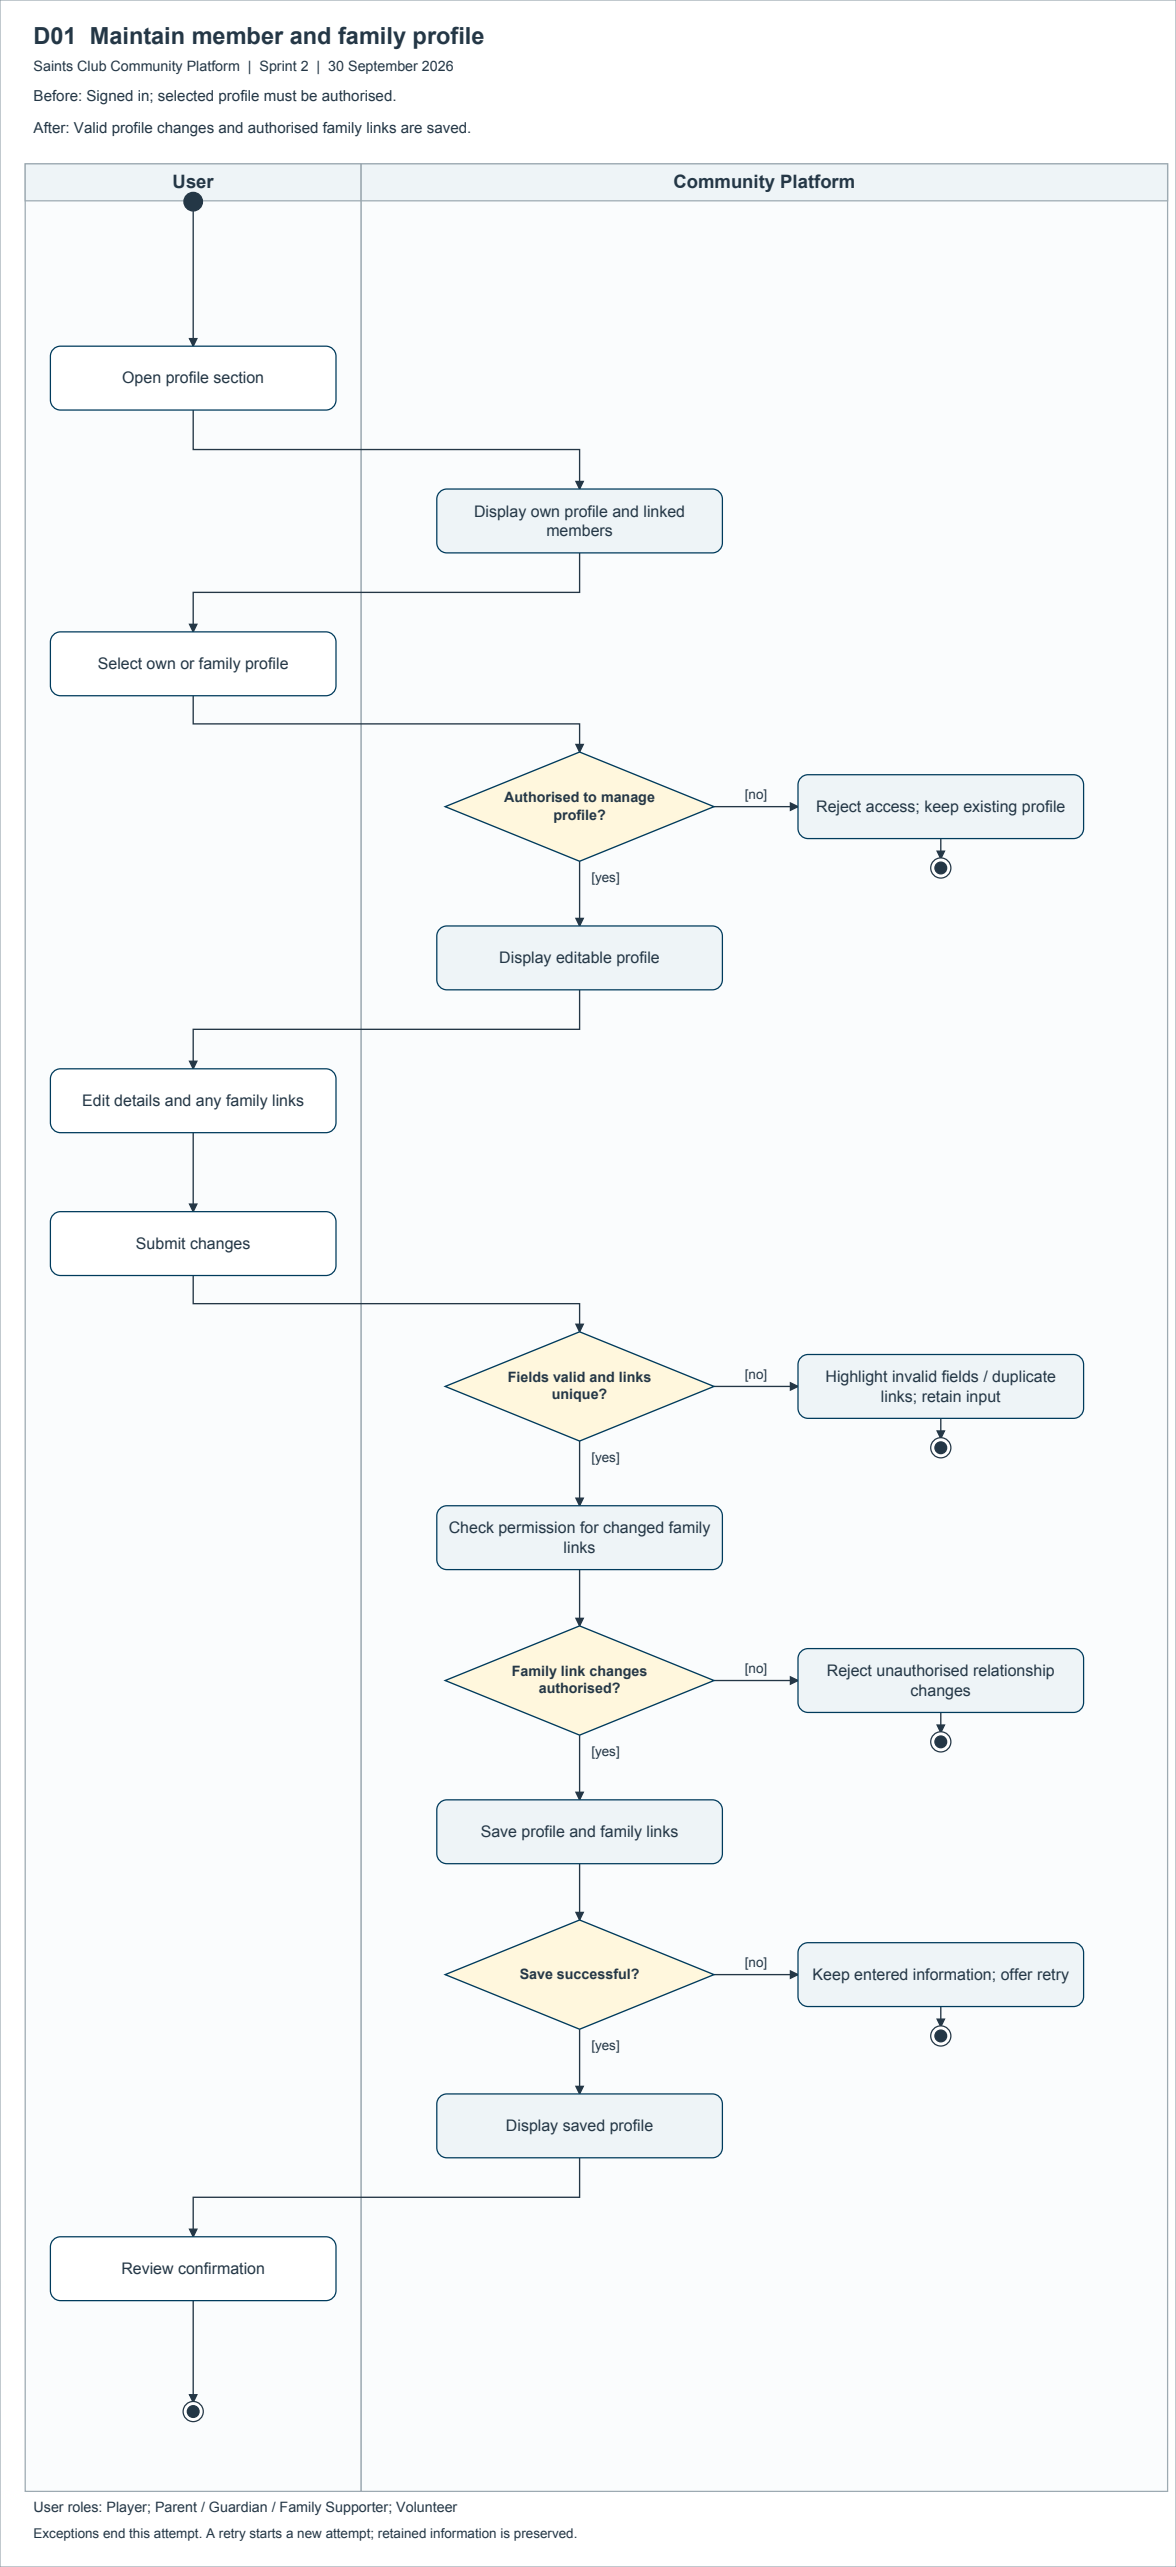 D01 Maintain member and family profile
Saints Club Community Platform | Sprint 2 | 30 September 2026
Before: Signed in; selected profile must be authorised.
After: Valid profile changes and authorised family links are saved.
User
Community Platform
Open profile section
Display own profile and linked
members
Select own or family profile
Authorised to manage
profile?
[no]
Reject access; keep existing profile
[yes]
Display editable profile
Edit details and any family links
Submit changes
Fields valid and links
unique?
[no]
Highlight invalid fields / duplicate
links; retain input
[yes]
Check permission for changed family
links
Family link changes
authorised?
[no]
Reject unauthorised relationship
changes
[yes]
Save profile and family links
Save successful?
[no]
Keep entered information; offer retry
[yes]
Display saved profile
Review confirmation
User roles: Player; Parent / Guardian / Family Supporter; Volunteer
Exceptions end this attempt. A retry starts a new attempt; retained information is preserved.